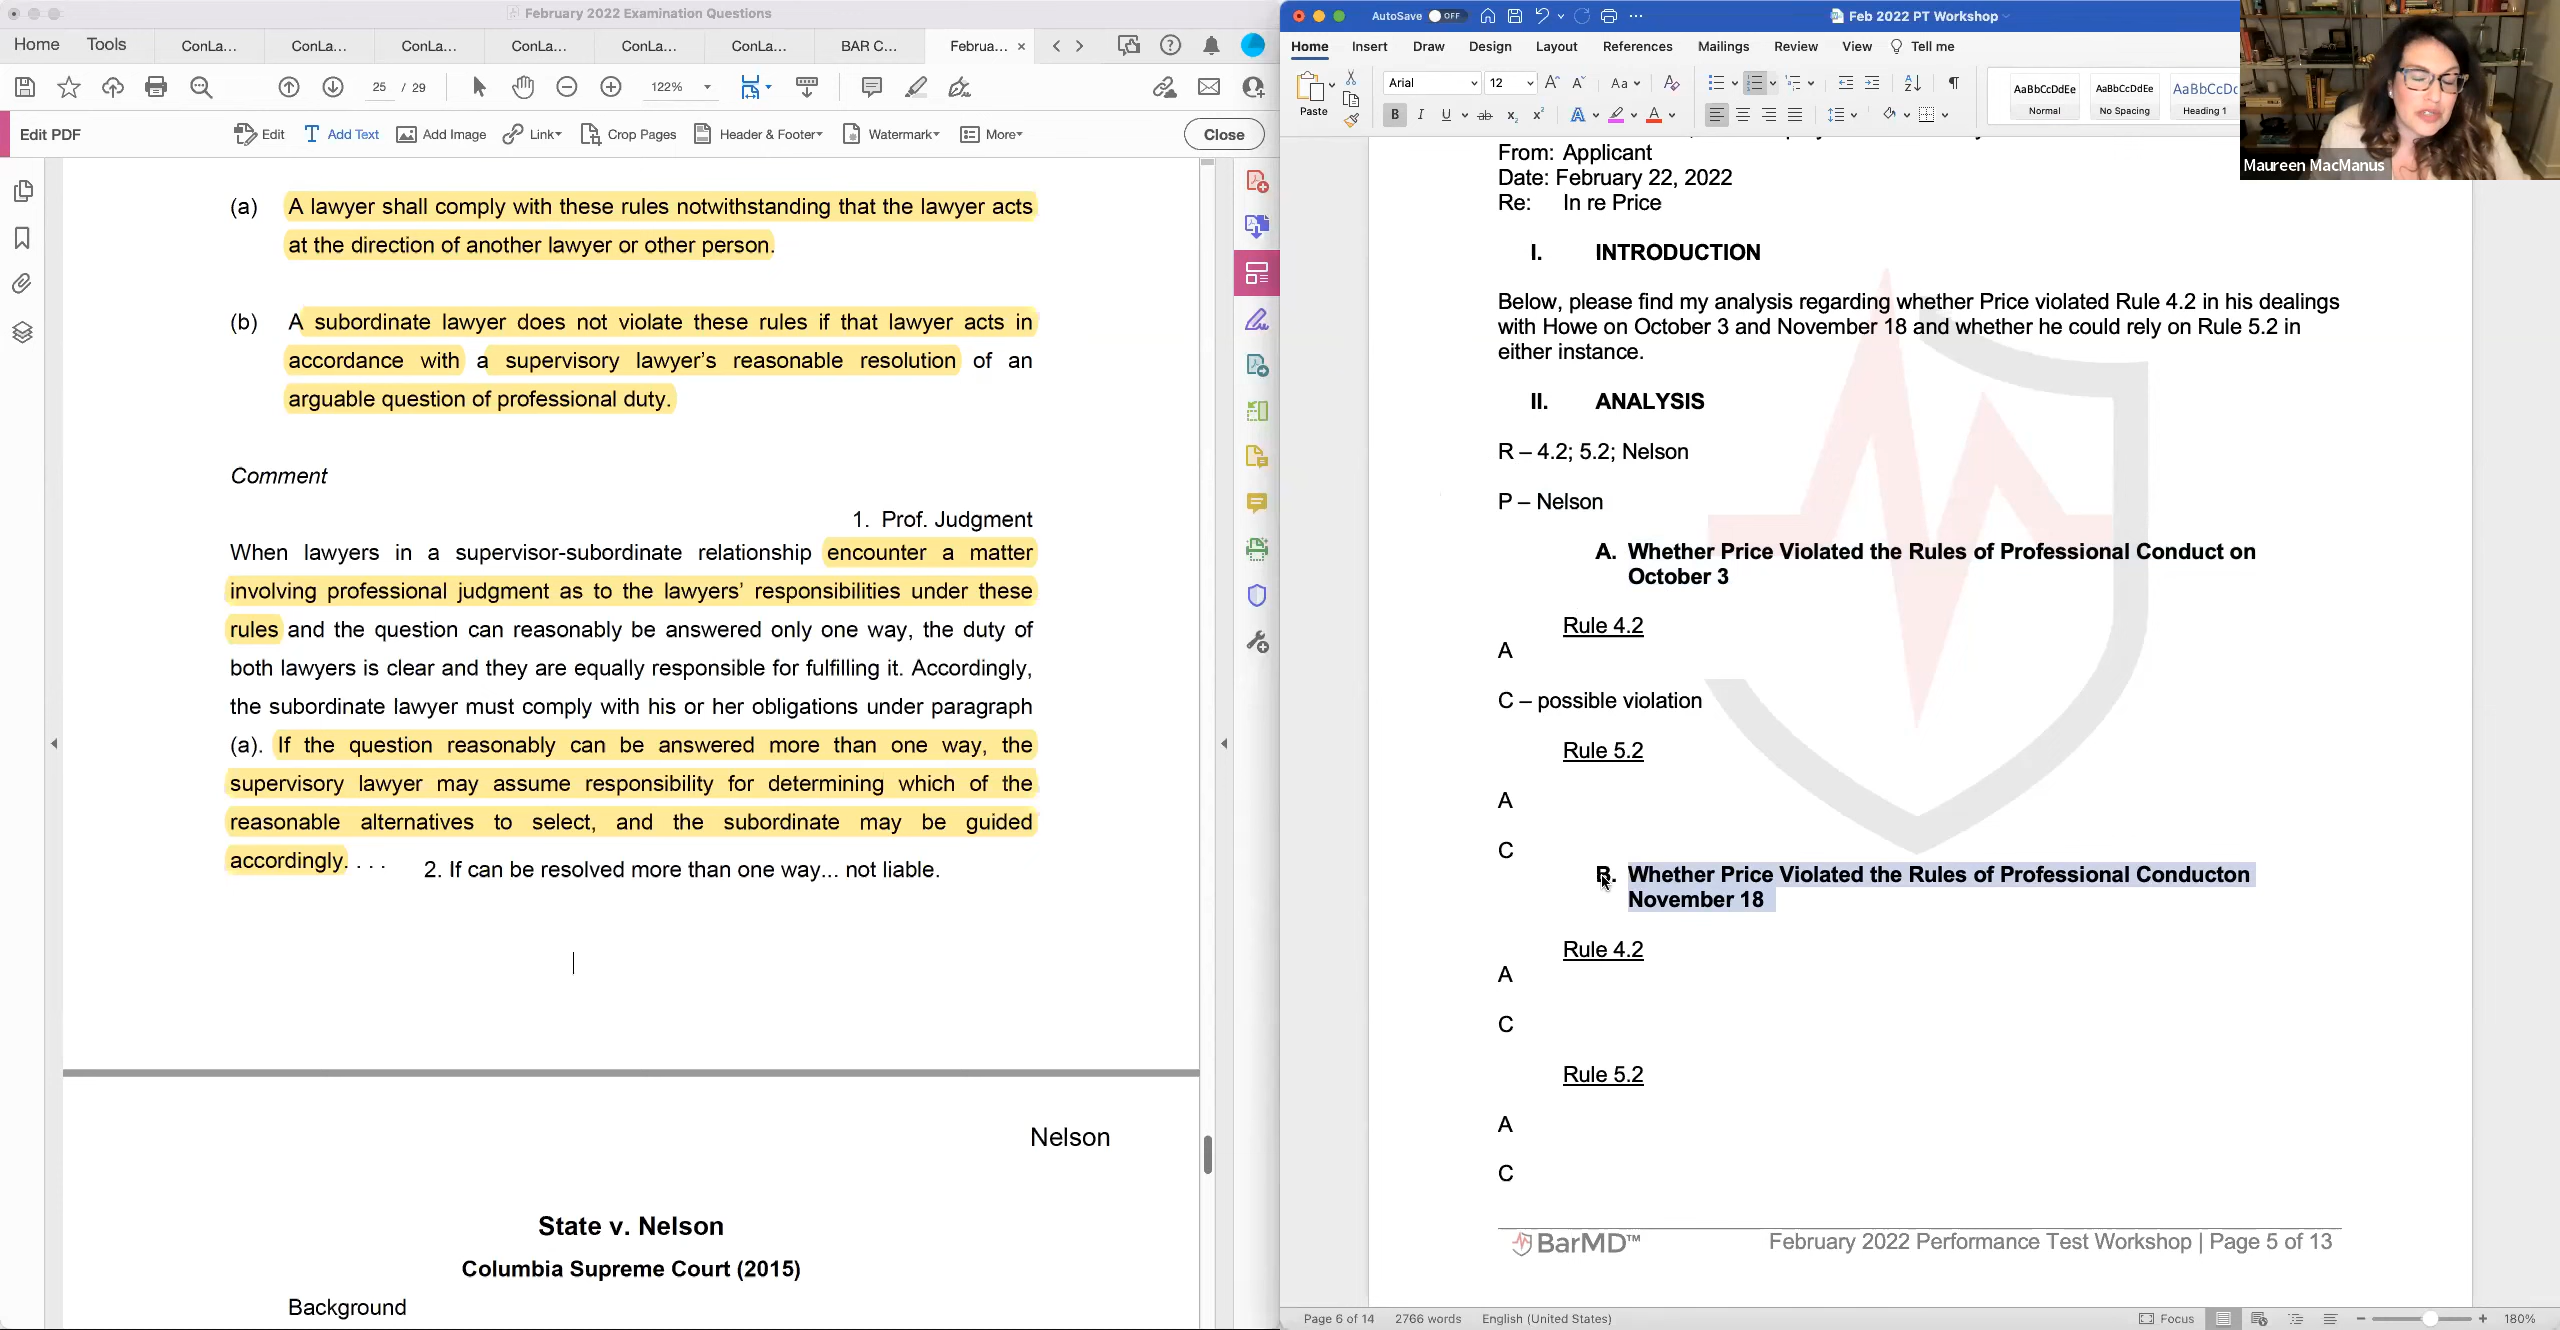 February 2022 Examination Questions
Home Tools ConLa... ConLa... ConLa... ConLa... ConLa... ConLa... BAR C... Februa... ×
25 / 29 122%
Edit PDF Edit Add Text Add Image Link Crop Pages Header & Footer Watermark More Close
(a) A lawyer shall comply with these rules notwithstanding that the lawyer acts
at the direction of another lawyer or other person.
(b) A subordinate lawyer does not violate these rules if that lawyer acts in
accordance with a supervisory lawyer's reasonable resolution of an
arguable question of professional duty.
Comment
1. Prof. Judgment
When lawyers in a supervisor-subordinate relationship encounter a matter
involving professional judgment as to the lawyers' responsibilities under these
rules and the question can reasonably be answered only one way, the duty of
both lawyers is clear and they are equally responsible for fulfilling it. Accordingly,
the subordinate lawyer must comply with his or her obligations under paragraph
(a). If the question reasonably can be answered more than one way, the
supervisory lawyer may assume responsibility for determining which of the
reasonable alternatives to select, and the subordinate may be guided
accordingly. . . .
2. If can be resolved more than one way... not liable.
Nelson
State v. Nelson
Columbia Supreme Court (2015)
Background
AutoSave OFF Feb 2022 PT Workshop
Home Insert Draw Design Layout References Mailings Review View Tell me
Paste Arial 12 AaBbCcDdEe Normal AaBbCcDdEe No Spacing AaBbCcDc Heading 1
Maureen MacManus
From: Applicant
Date: February 22, 2022
Re: In re Price
I. INTRODUCTION
Below, please find my analysis regarding whether Price violated Rule 4.2 in his dealings
with Howe on October 3 and November 18 and whether he could rely on Rule 5.2 in
either instance.
II. ANALYSIS
R – 4.2; 5.2; Nelson
P – Nelson
A. Whether Price Violated the Rules of Professional Conduct on
October 3
Rule 4.2
A
C – possible violation
Rule 5.2
A
C
B. Whether Price Violated the Rules of Professional Conducton
November 18
Rule 4.2
A
C
Rule 5.2
A
C
BarMD™ February 2022 Performance Test Workshop | Page 5 of 13
Page 6 of 14 2766 words English (United States) Focus 180%